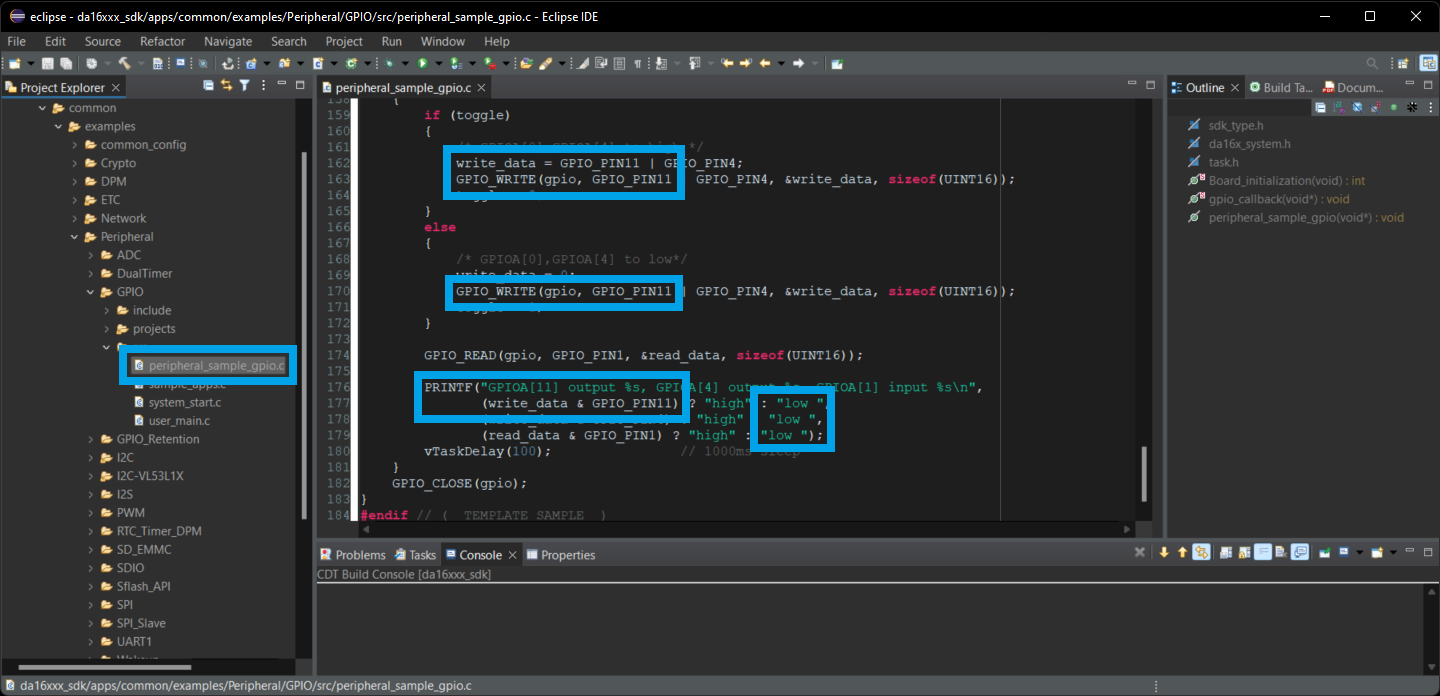 eclipse - da16xxx_sdk/apps/common/examples/Peripheral/GPIO/src/peripheral_sample_gpio.c - Eclipse IDE
File Edit Source Refactor Navigate Search Project Run Window Help
Project Explorer
common
examples
common_config
Crypto
DPM
ETC
Network
Peripheral
ADC
DualTimer
GPIO
include
projects
peripheral_sample_gpio.c
sample_apps.c
system_start.c
user_main.c
GPIO_Retention
I2C
I2C-VL53L1X
I2S
PWM
RTC_Timer_DPM
SD_EMMC
SDIO
Sflash_API
SPI
SPI_Slave
UART1
peripheral_sample_gpio.c
158 {
159 if (toggle)
160 {
161
162 write_data = GPIO_PIN11 | GPIO_PIN4;
163 GPIO_WRITE(gpio, GPIO_PIN11 GPIO_PIN4, &write_data, sizeof(UINT16));
164
165 }
166 else
167 {
168 /* GPIOA[0],GPIOA[4] to low*/
169 write_data = 0;
170 GPIO_WRITE(gpio, GPIO_PIN11 | GPIO_PIN4, &write_data, sizeof(UINT16));
171
172 }
173
174 GPIO_READ(gpio, GPIO_PIN1, &read_data, sizeof(UINT16));
175
176 PRINTF("GPIOA[11] output %s, GPIOA[4] output %s, GPIOA[1] input %s\n",
177 (write_data & GPIO_PIN11) ? "high" : "low ",
178 "high" "low ",
179 (read_data & GPIO_PIN1) ? "high" : "low ");
180 vTaskDelay(100); // 1000ms sleep
181 }
182 GPIO_CLOSE(gpio);
183 }
184 #endif // (__TEMPLATE_SAMPLE__)
Outline Build Ta... Docum...
sdk_type.h
da16x_system.h
task.h
Board_initialization(void) : int
gpio_callback(void*) : void
peripheral_sample_gpio(void*) : void
Problems Tasks Console Properties
CDT Build Console [da16xxx_sdk]
da16xxx_sdk/apps/common/examples/Peripheral/GPIO/src/peripheral_sample_gpio.c